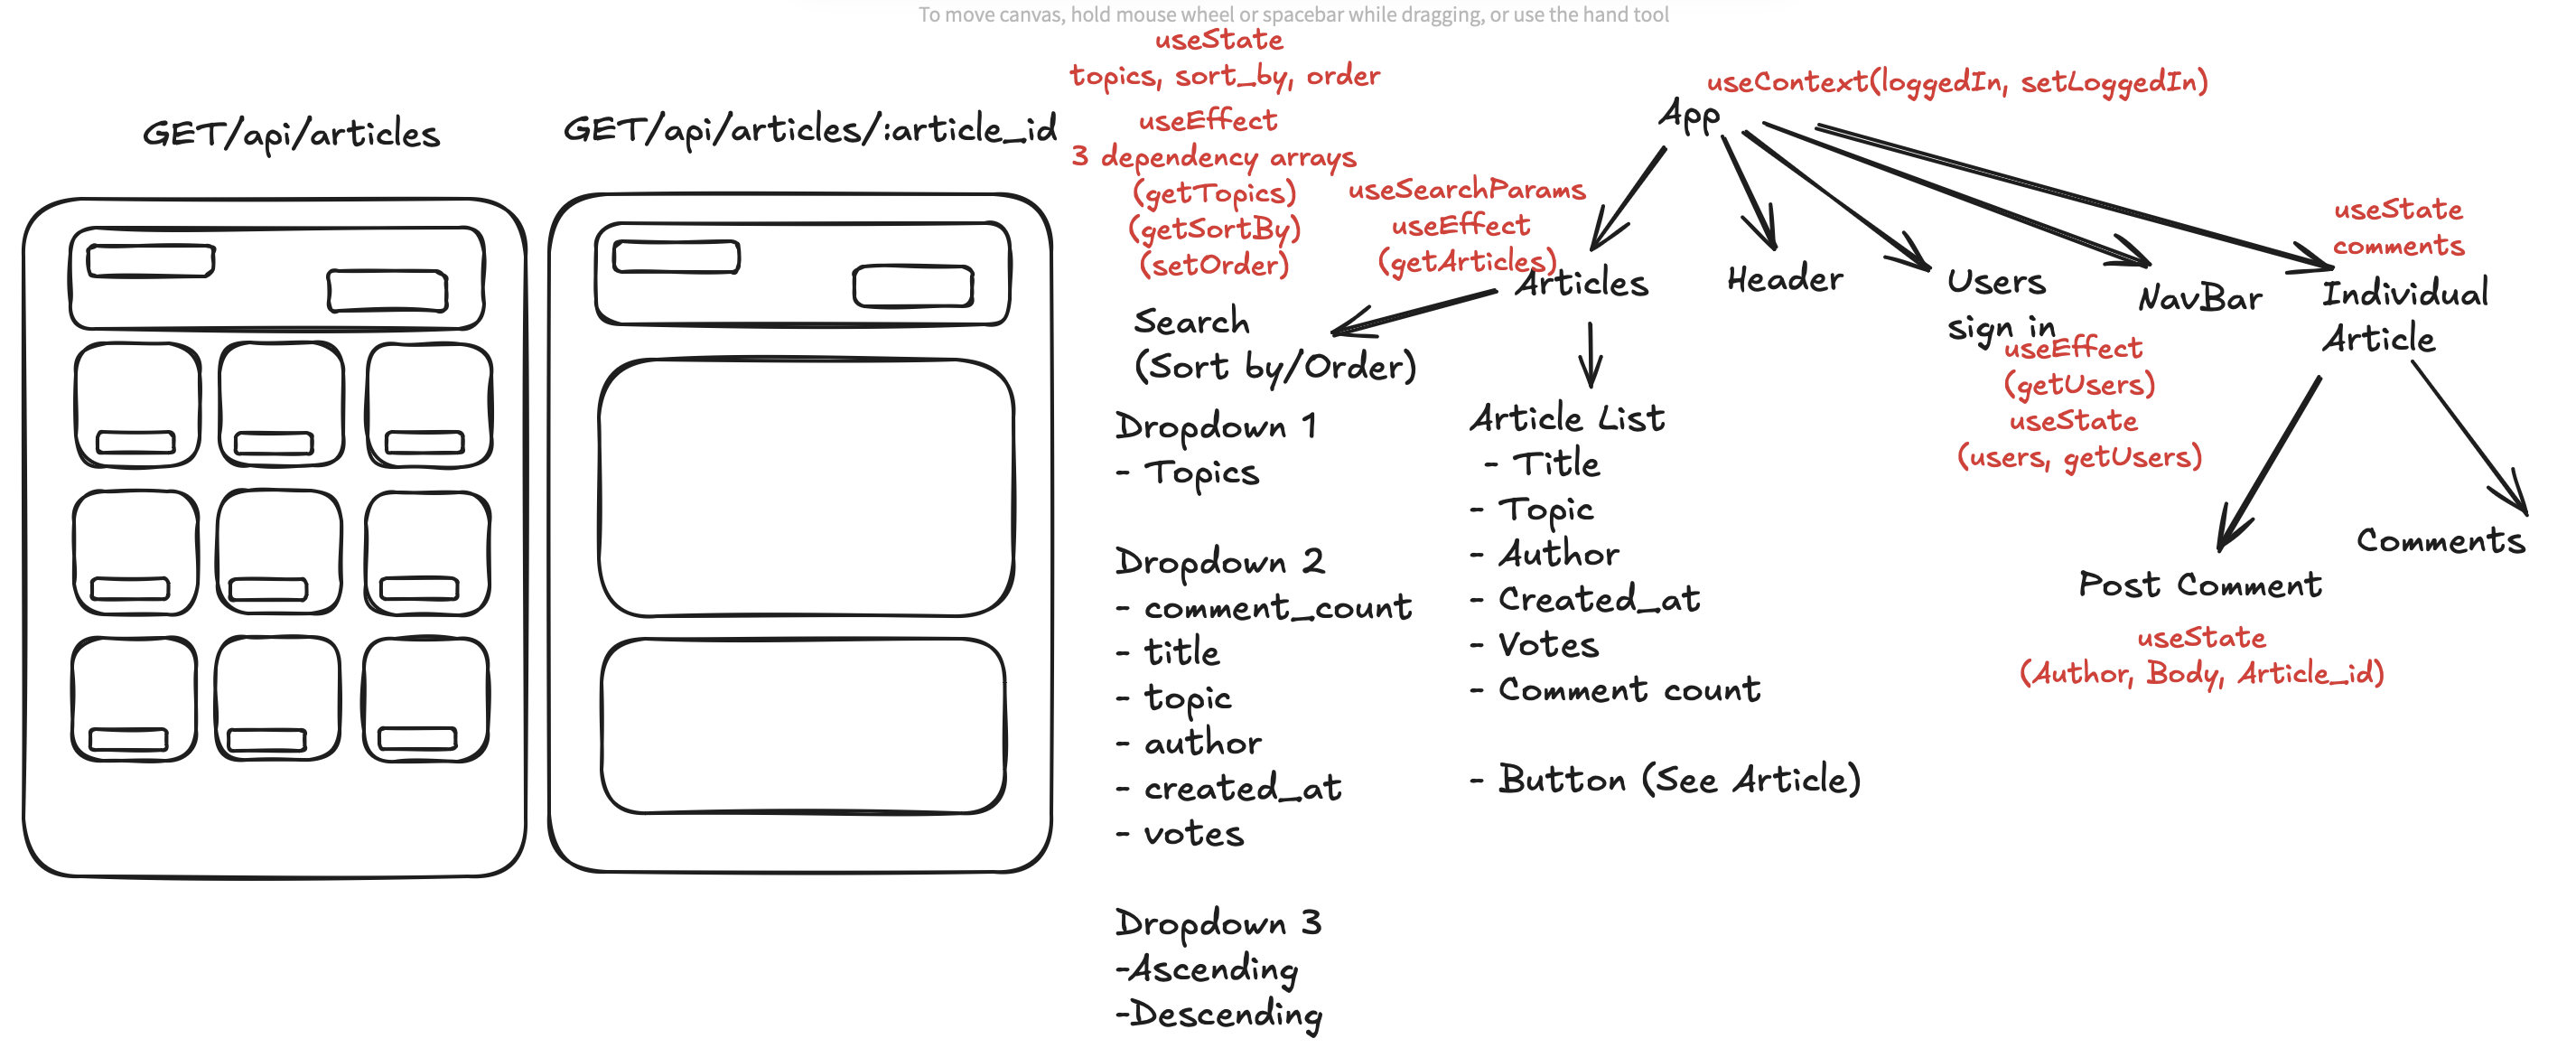 To move canvas, hold mouse wheel or spacebar while dragging, or use the hand tool
GET/api/articles
GET/api/articles/:article_id
useState
topics, sort_by, order
useEffect
3 dependency arrays
(getTopics)
(getSortBy)
(setOrder)
useSearchParams
useEffect
(getArticles)
useContext(loggedIn, setLoggedIn)
App
Articles
Header
Users
sign in
useEffect
(getUsers)
useState
(users, getUsers)
NavBar
useState
comments
Individual
Article
Search
(Sort by/Order)
Dropdown 1
- Topics
Dropdown 2
- comment_count
- title
- topic
- author
- created_at
- votes
Dropdown 3
-Ascending
-Descending
Article List
- Title
- Topic
- Author
- Created_at
- Votes
- Comment count
- Button (See Article)
Post Comment
useState
(Author, Body, Article_id)
Comments